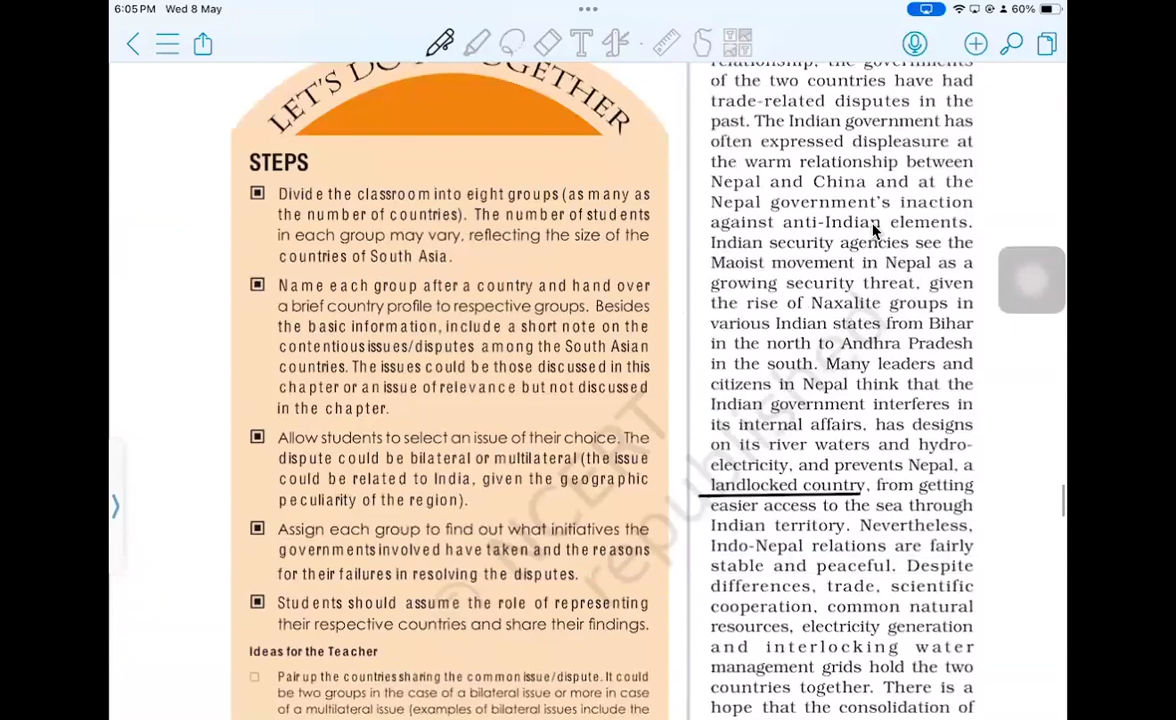 6:05 PM Wed 8 May
60%
LET'S DO IT TOGETHER
STEPS
Divide the classroom into eight groups (as many as
the number of countries). The number of students
in each group may vary, reflecting the size of the
countries of South Asia.
Name each group after a country and hand over
a brief country profile to respective groups. Besides
the basic information, include a short note on the
contentious issues/disputes among the South Asian
countries. The issues could be those discussed in this
chapter or an issue of relevance but not discussed
in the chapter.
Allow students to select an issue of their choice. The
dispute could be bilateral or multilateral (the issue
could be related to India, given the geographic
peculiarity of the region).
Assign each group to find out what initiatives the
governments involved have taken and the reasons
for their failures in resolving the disputes.
Students should assume the role of representing
their respective countries and share their findings.
Ideas for the Teacher
Pair up the countries sharing the common issue/dispute. It could
be two groups in the case of a bilateral issue or more in case
of a multilateral issue (examples of bilateral issues include the
relationship, the governments
of the two countries have had
trade-related disputes in the
past. The Indian government has
often expressed displeasure at
the warm relationship between
Nepal and China and at the
Nepal government's inaction
against anti-Indian elements.
Indian security agencies see the
Maoist movement in Nepal as a
growing security threat, given
the rise of Naxalite groups in
various Indian states from Bihar
in the north to Andhra Pradesh
in the south. Many leaders and
citizens in Nepal think that the
Indian government interferes in
its internal affairs, has designs
on its river waters and hydro-
electricity, and prevents Nepal, a
landlocked country, from getting
easier access to the sea through
Indian territory. Nevertheless,
Indo-Nepal relations are fairly
stable and peaceful. Despite
differences, trade, scientific
cooperation, common natural
resources, electricity generation
and interlocking water
management grids hold the two
countries together. There is a
hope that the consolidation of
© NCERT
republished